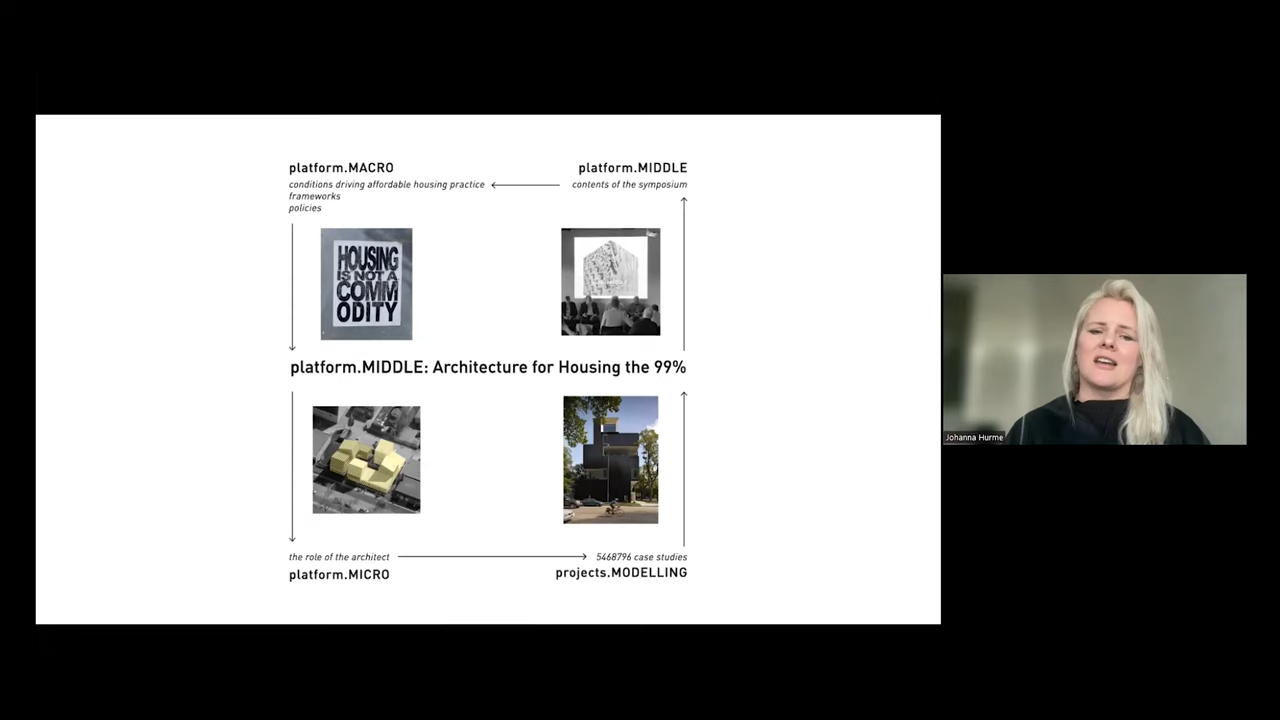 platform.MACRO
conditions driving affordable housing practice
frameworks
policies
platform.MIDDLE
contents of the symposium
HOUSING
IS NOT A
COMM
ODITY
platform.MIDDLE: Architecture for Housing the 99%
the role of the architect
platform.MICRO
5468796 case studies
projects.MODELLING
Johanna Hurme